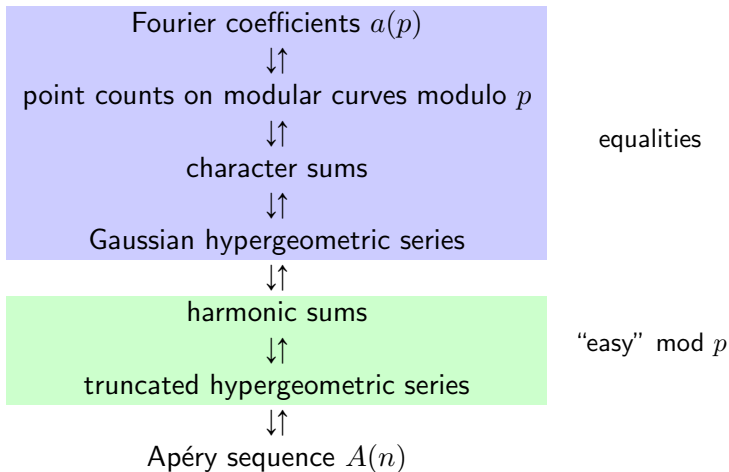 Fourier coefficients a(p)
↓↑
point counts on modular curves modulo p
↓↑
equalities
character sums
↓↑
Gaussian hypergeometric series
↓↑
harmonic sums
↓↑
“easy” mod p
truncated hypergeometric series
↓↑
Apéry sequence A(n)